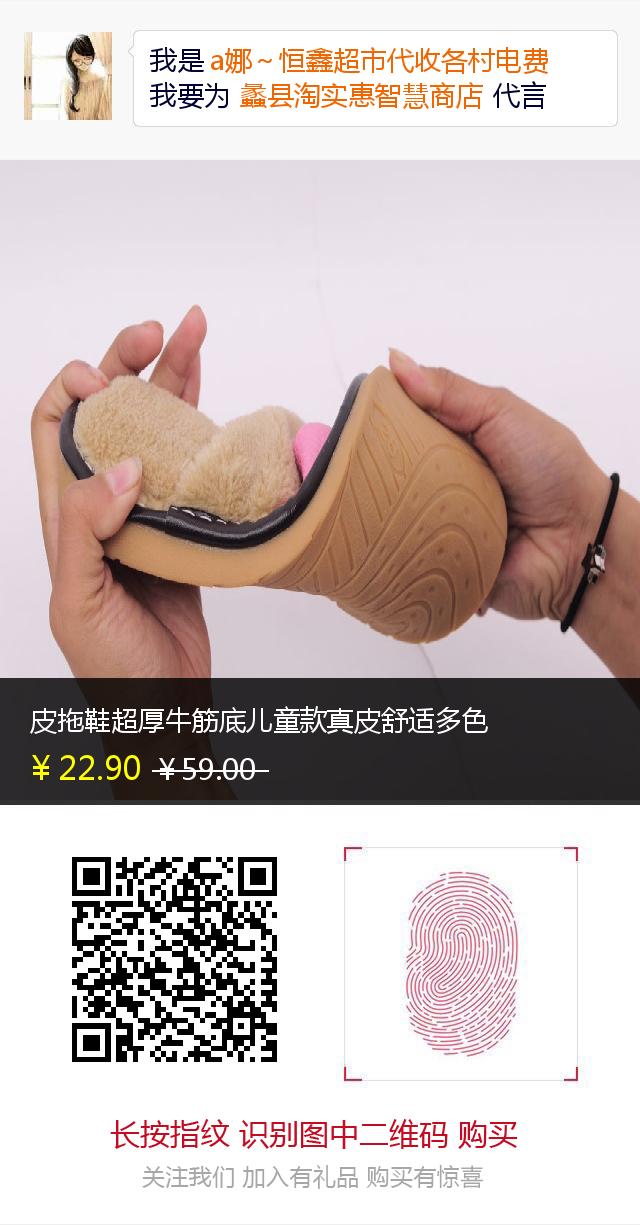 我是 a娜～恒鑫超市代收各村电费
我要为 蠡县淘实惠智慧商店 代言
皮拖鞋超厚牛筋底儿童款真皮舒适多色
¥ 22.90 ¥59.00
长按指纹 识别图中二维码 购买
关注我们 加入有礼品 购买有惊喜